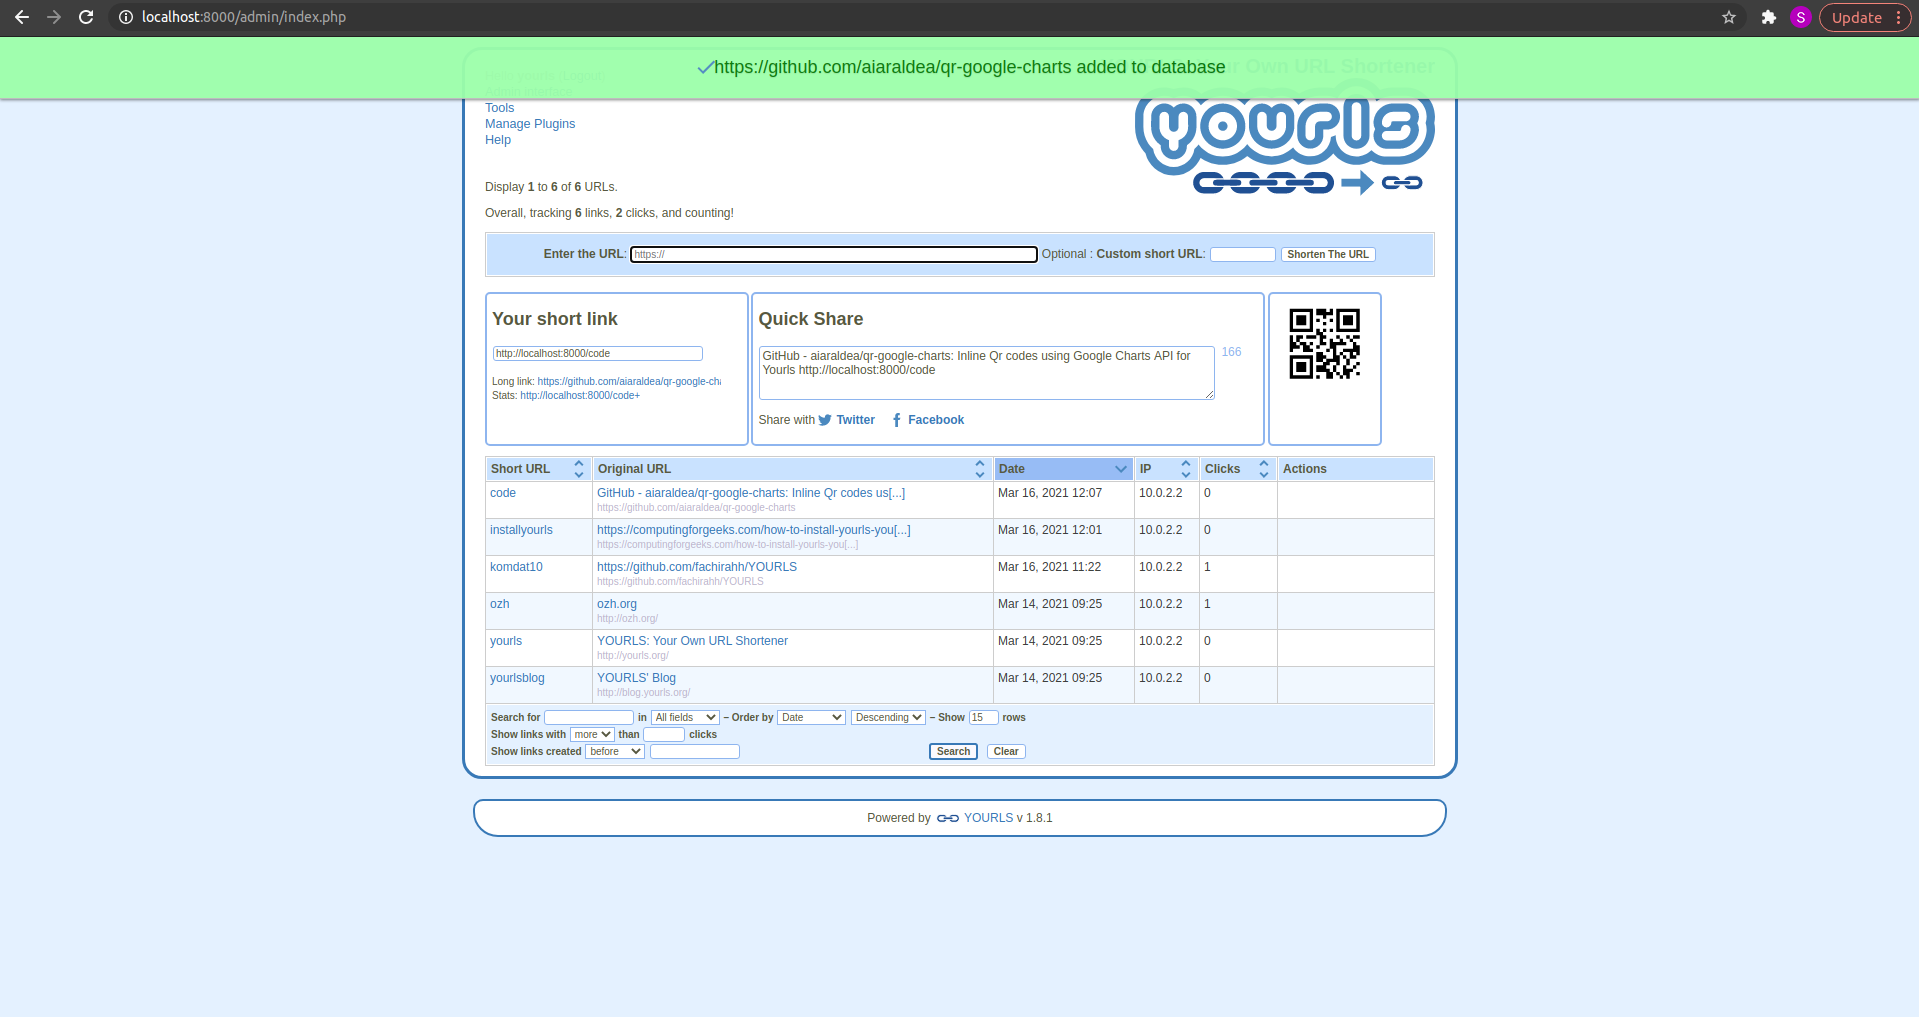 localhost:8000/admin/index.php
S
Update
https://github.com/aiaraldea/qr-google-charts added to database
Your Own URL Shortener
Hello yourls (Logout)
Admin interface
Tools
Manage Plugins
Help
yourls
Display 1 to 6 of 6 URLs.
Overall, tracking 6 links, 2 clicks, and counting!
Enter the URL: https:// Optional : Custom short URL: Shorten The URL
Your short link
http://localhost:8000/code
Long link: https://github.com/aiaraldea/qr-google-cha
Stats: http://localhost:8000/code+
Quick Share
GitHub - aiaraldea/qr-google-charts: Inline Qr codes using Google Charts API for
Yourls http://localhost:8000/code
166
Share with Twitter Facebook
Short URL Original URL Date IP Clicks Actions
code GitHub - aiaraldea/qr-google-charts: Inline Qr codes us[...] Mar 16, 2021 12:07 10.0.2.2 0
https://github.com/aiaraldea/qr-google-charts
installyourls https://computingforgeeks.com/how-to-install-yourls-you[...] Mar 16, 2021 12:01 10.0.2.2 0
https://computingforgeeks.com/how-to-install-yourls-you[...]
komdat10 https://github.com/fachirahh/YOURLS Mar 16, 2021 11:22 10.0.2.2 1
https://github.com/fachirahh/YOURLS
ozh ozh.org Mar 14, 2021 09:25 10.0.2.2 1
http://ozh.org/
yourls YOURLS: Your Own URL Shortener Mar 14, 2021 09:25 10.0.2.2 0
http://yourls.org/
yourlsblog YOURLS' Blog Mar 14, 2021 09:25 10.0.2.2 0
http://blog.yourls.org/
Search for in All fields – Order by Date Descending – Show 15 rows
Show links with more than clicks
Show links created before Search Clear
Powered by YOURLS v 1.8.1